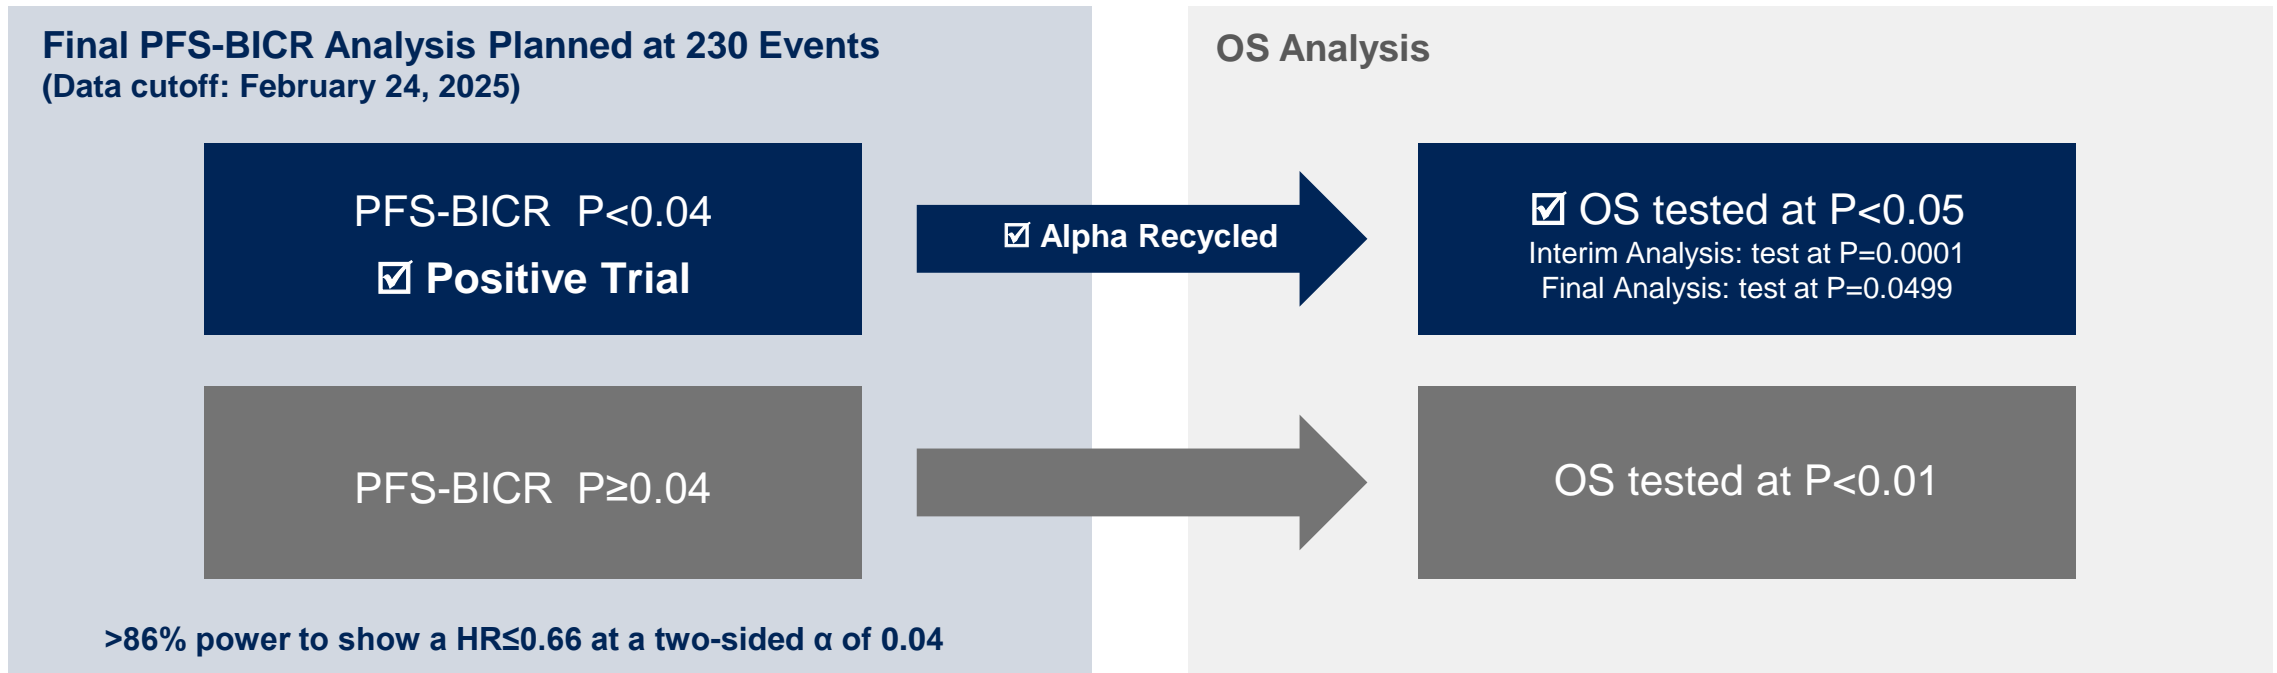 Final PFS-BICR Analysis Planned at 230 Events
(Data cutoff: February 24, 2025)
PFS-BICR  P<0.04
☑ Positive Trial
PFS-BICR  P≥0.04
>86% power to show a HR≤0.66 at a two-sided α of 0.04
☑ Alpha Recycled
OS Analysis
☑ OS tested at P<0.05
Interim Analysis: test at P=0.0001
Final Analysis: test at P=0.0499
OS tested at P<0.01